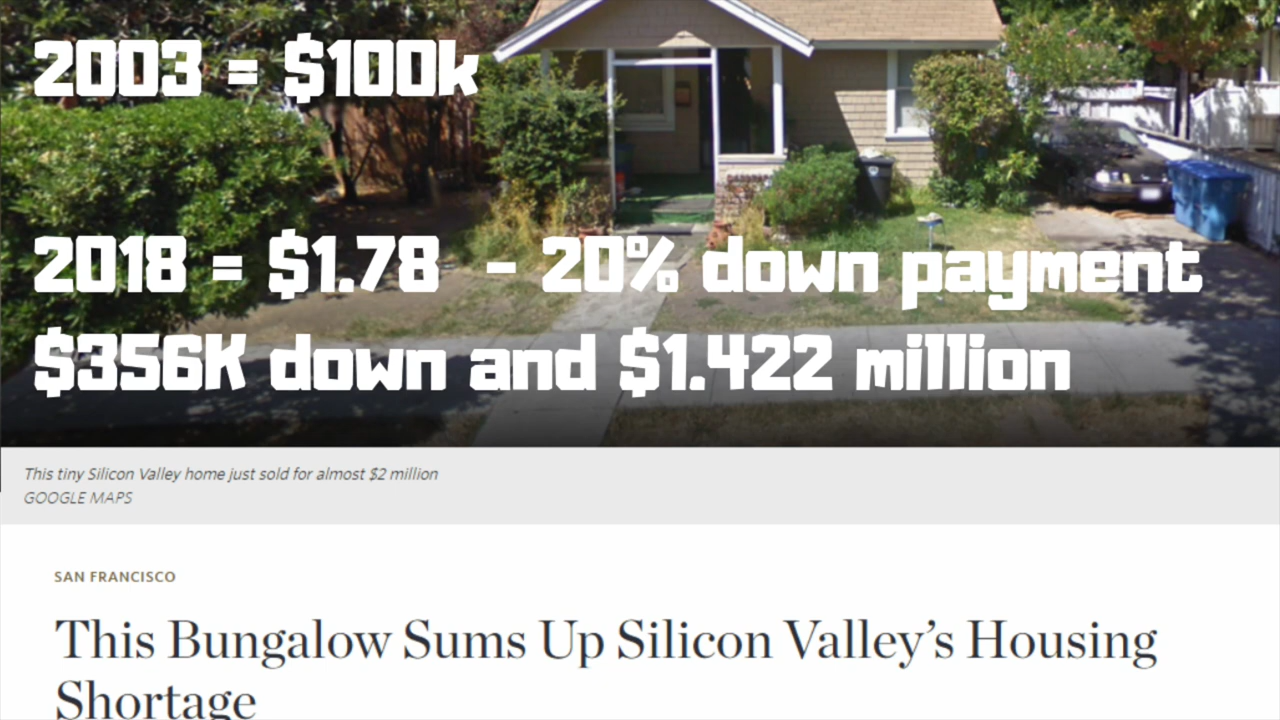 2003 = $100k
2018 = $1.78 - 20% down payment
$356K down and $1.422 million
This tiny Silicon Valley home just sold for almost $2 million
GOOGLE MAPS
SAN FRANCISCO
This Bungalow Sums Up Silicon Valley’s Housing
Shortage